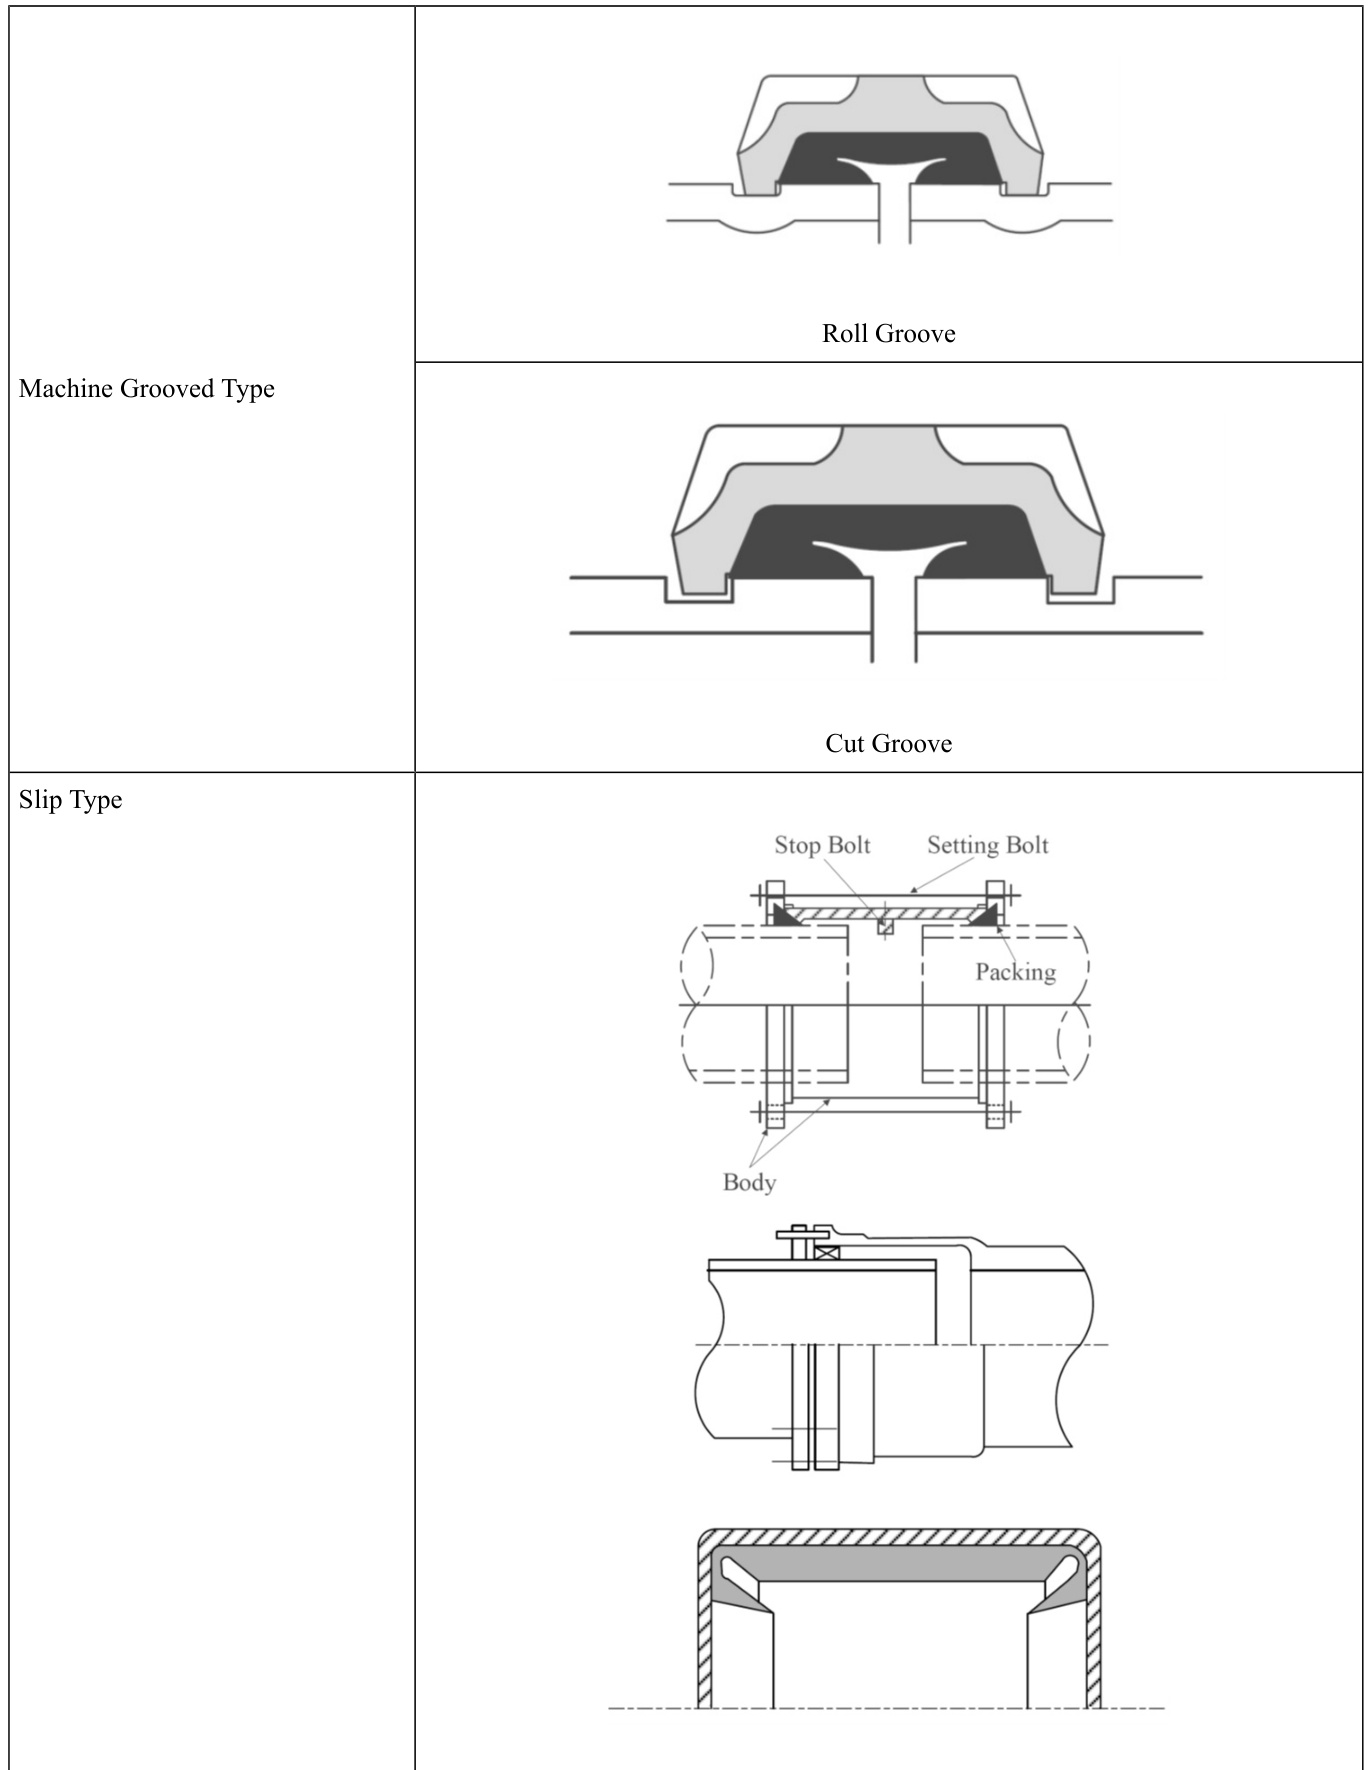 Roll Groove
Machine Grooved Type
Cut Groove
Slip Type
Stop Bolt
Setting Bolt
Packing
Body